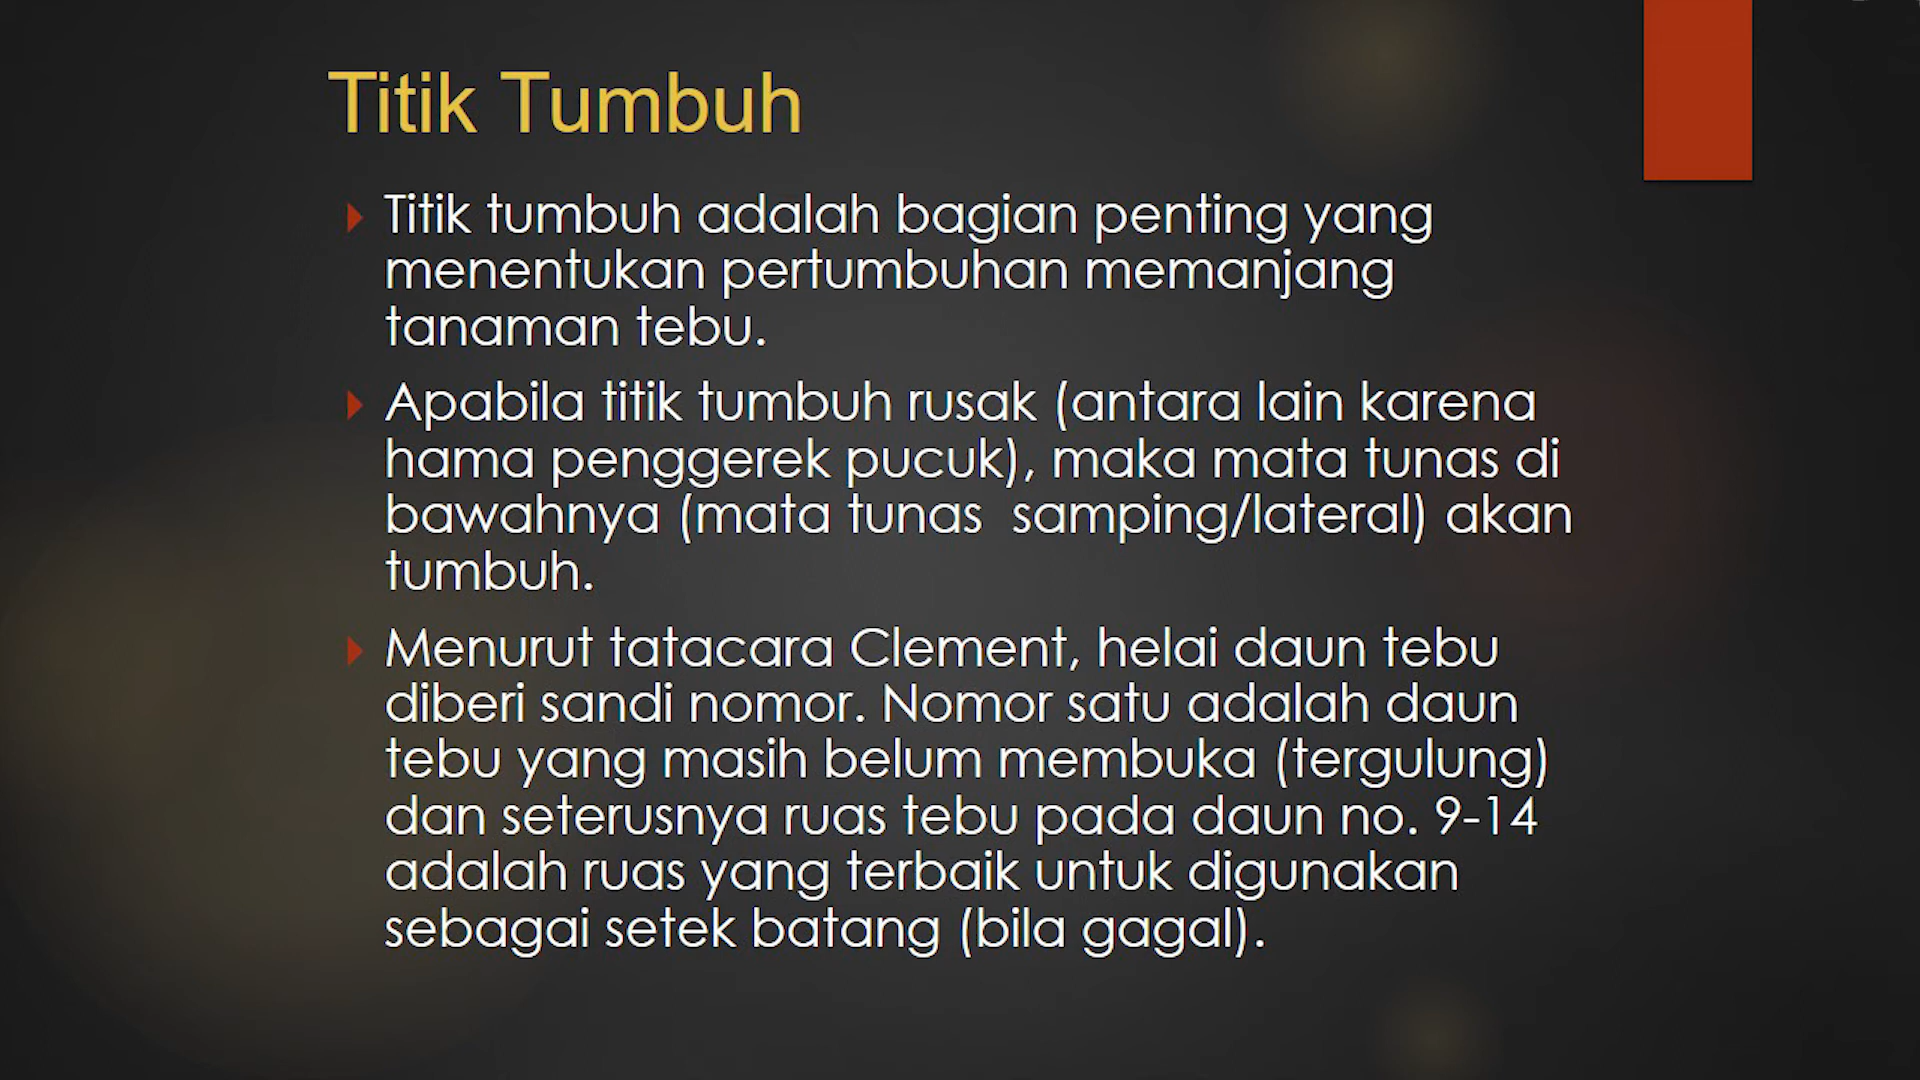 Titik Tumbuh
Titik tumbuh adalah bagian penting yang
menentukan pertumbuhan memanjang
tanaman tebu.
Apabila titik tumbuh rusak (antara lain karena
hama penggerek pucuk), maka mata tunas di
bawahnya (mata tunas  samping/lateral) akan
tumbuh.
Menurut tatacara Clement, helai daun tebu
diberi sandi nomor. Nomor satu adalah daun
tebu yang masih belum membuka (tergulung)
dan seterusnya ruas tebu pada daun no. 9-14
adalah ruas yang terbaik untuk digunakan
sebagai setek batang (bila gagal).